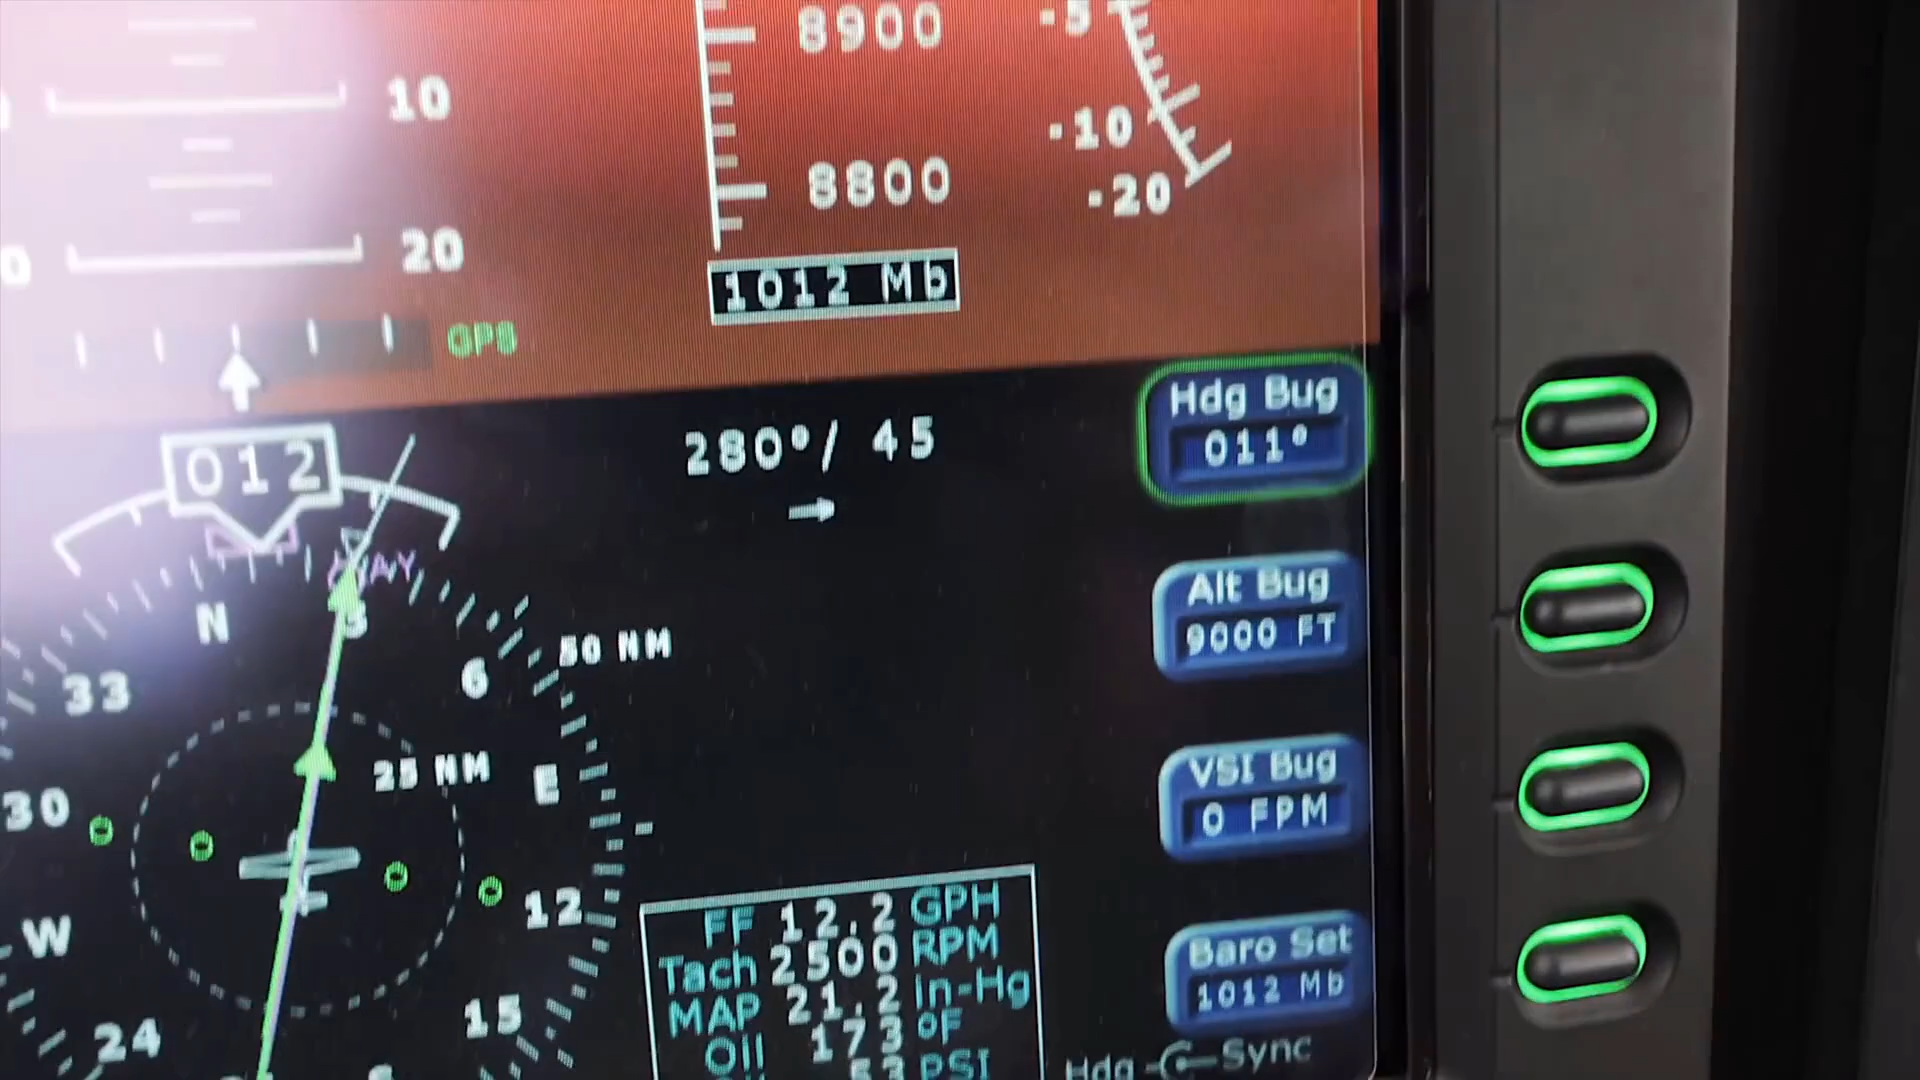 8900
-5
10
-10
8800
-20
20
1012 Mb
GPS
Hdg Bug
011°
280°/ 45
012
Alt Bug
9000 FT
N
3
50 NM
33
6
VSI Bug
0 FPM
25 NM
E
30
12
W
FF 12.2 GPH
Tach 2500 RPM
MAP 21.2 in-Hg
Oil 173 °F
53 PSI
Baro Set
1012 Mb
15
24
Hdg Sync